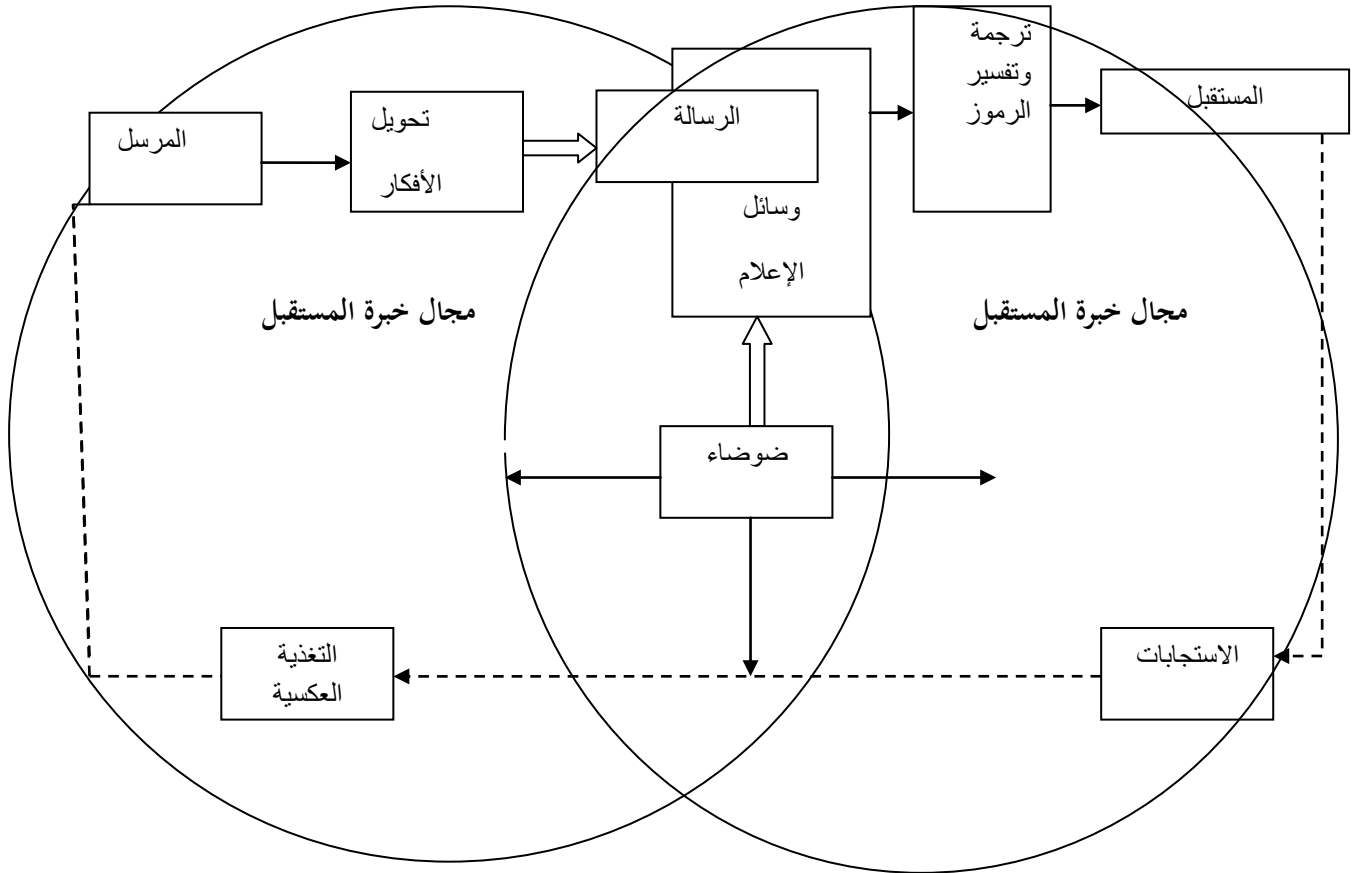 المرسل
تحويل
الأفكار
الرسالة
وسائل
الإعلام
ترجمة
وتفسير
الرموز
المستقبل
مجال خبرة المستقبل
مجال خبرة المستقبل
ضوضاء
الاستجابات
التغذية
العكسية